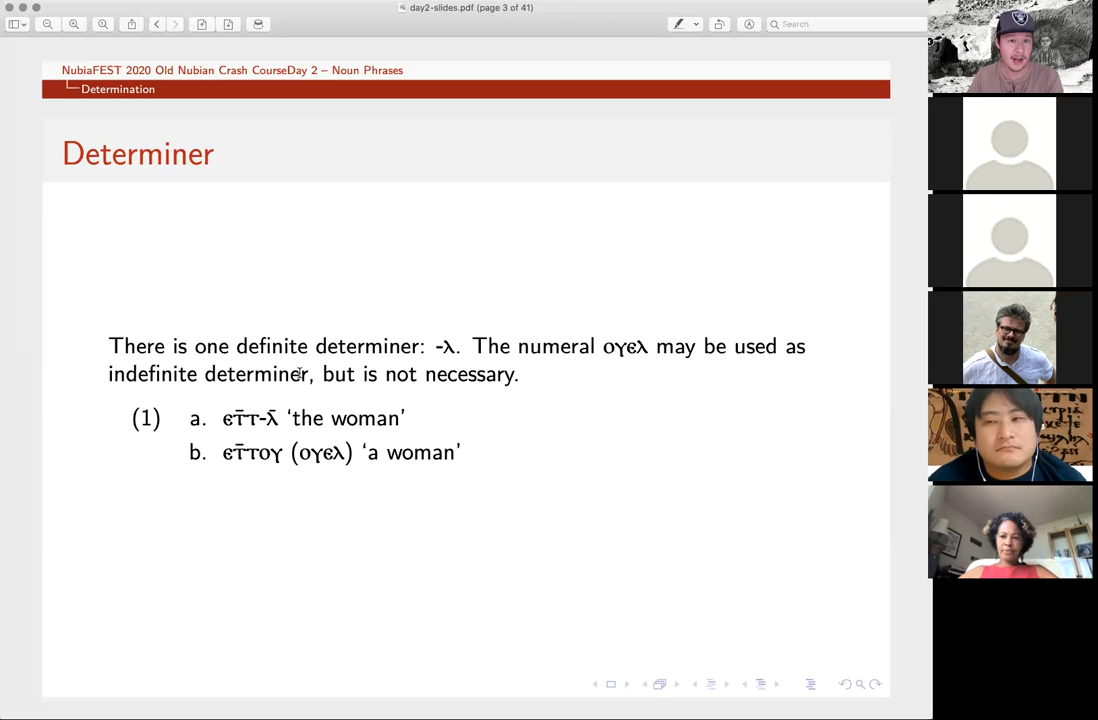 day2-slides.pdf (page 3 of 41)
Search
NubiaFEST 2020 Old Nubian Crash CourseDay 2 – Noun Phrases
Determination
Determiner
There is one definite determiner: -ⲗ. The numeral ⲟⲩⲉⲗ may be used as
indefinite determiner, but is not necessary.
(1) a. ⲉⲧ̄ⲧ-ⲗ̄ ‘the woman’
b. ⲉⲧ̄ⲧⲟⲩ (ⲟⲩⲉⲗ) ‘a woman’